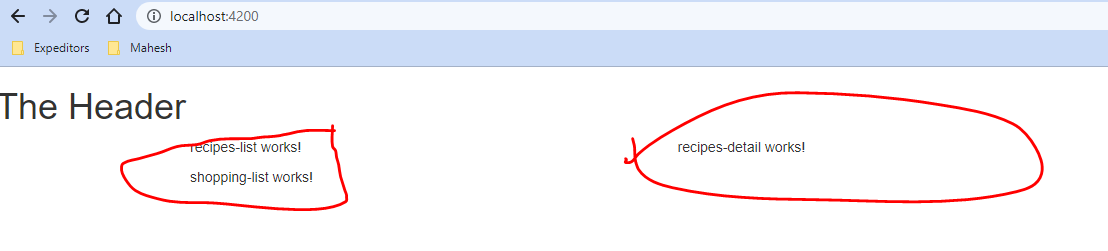 localhost:4200
Expeditors Mahesh
The Header
recipes-list works!
recipes-detail works!
shopping-list works!